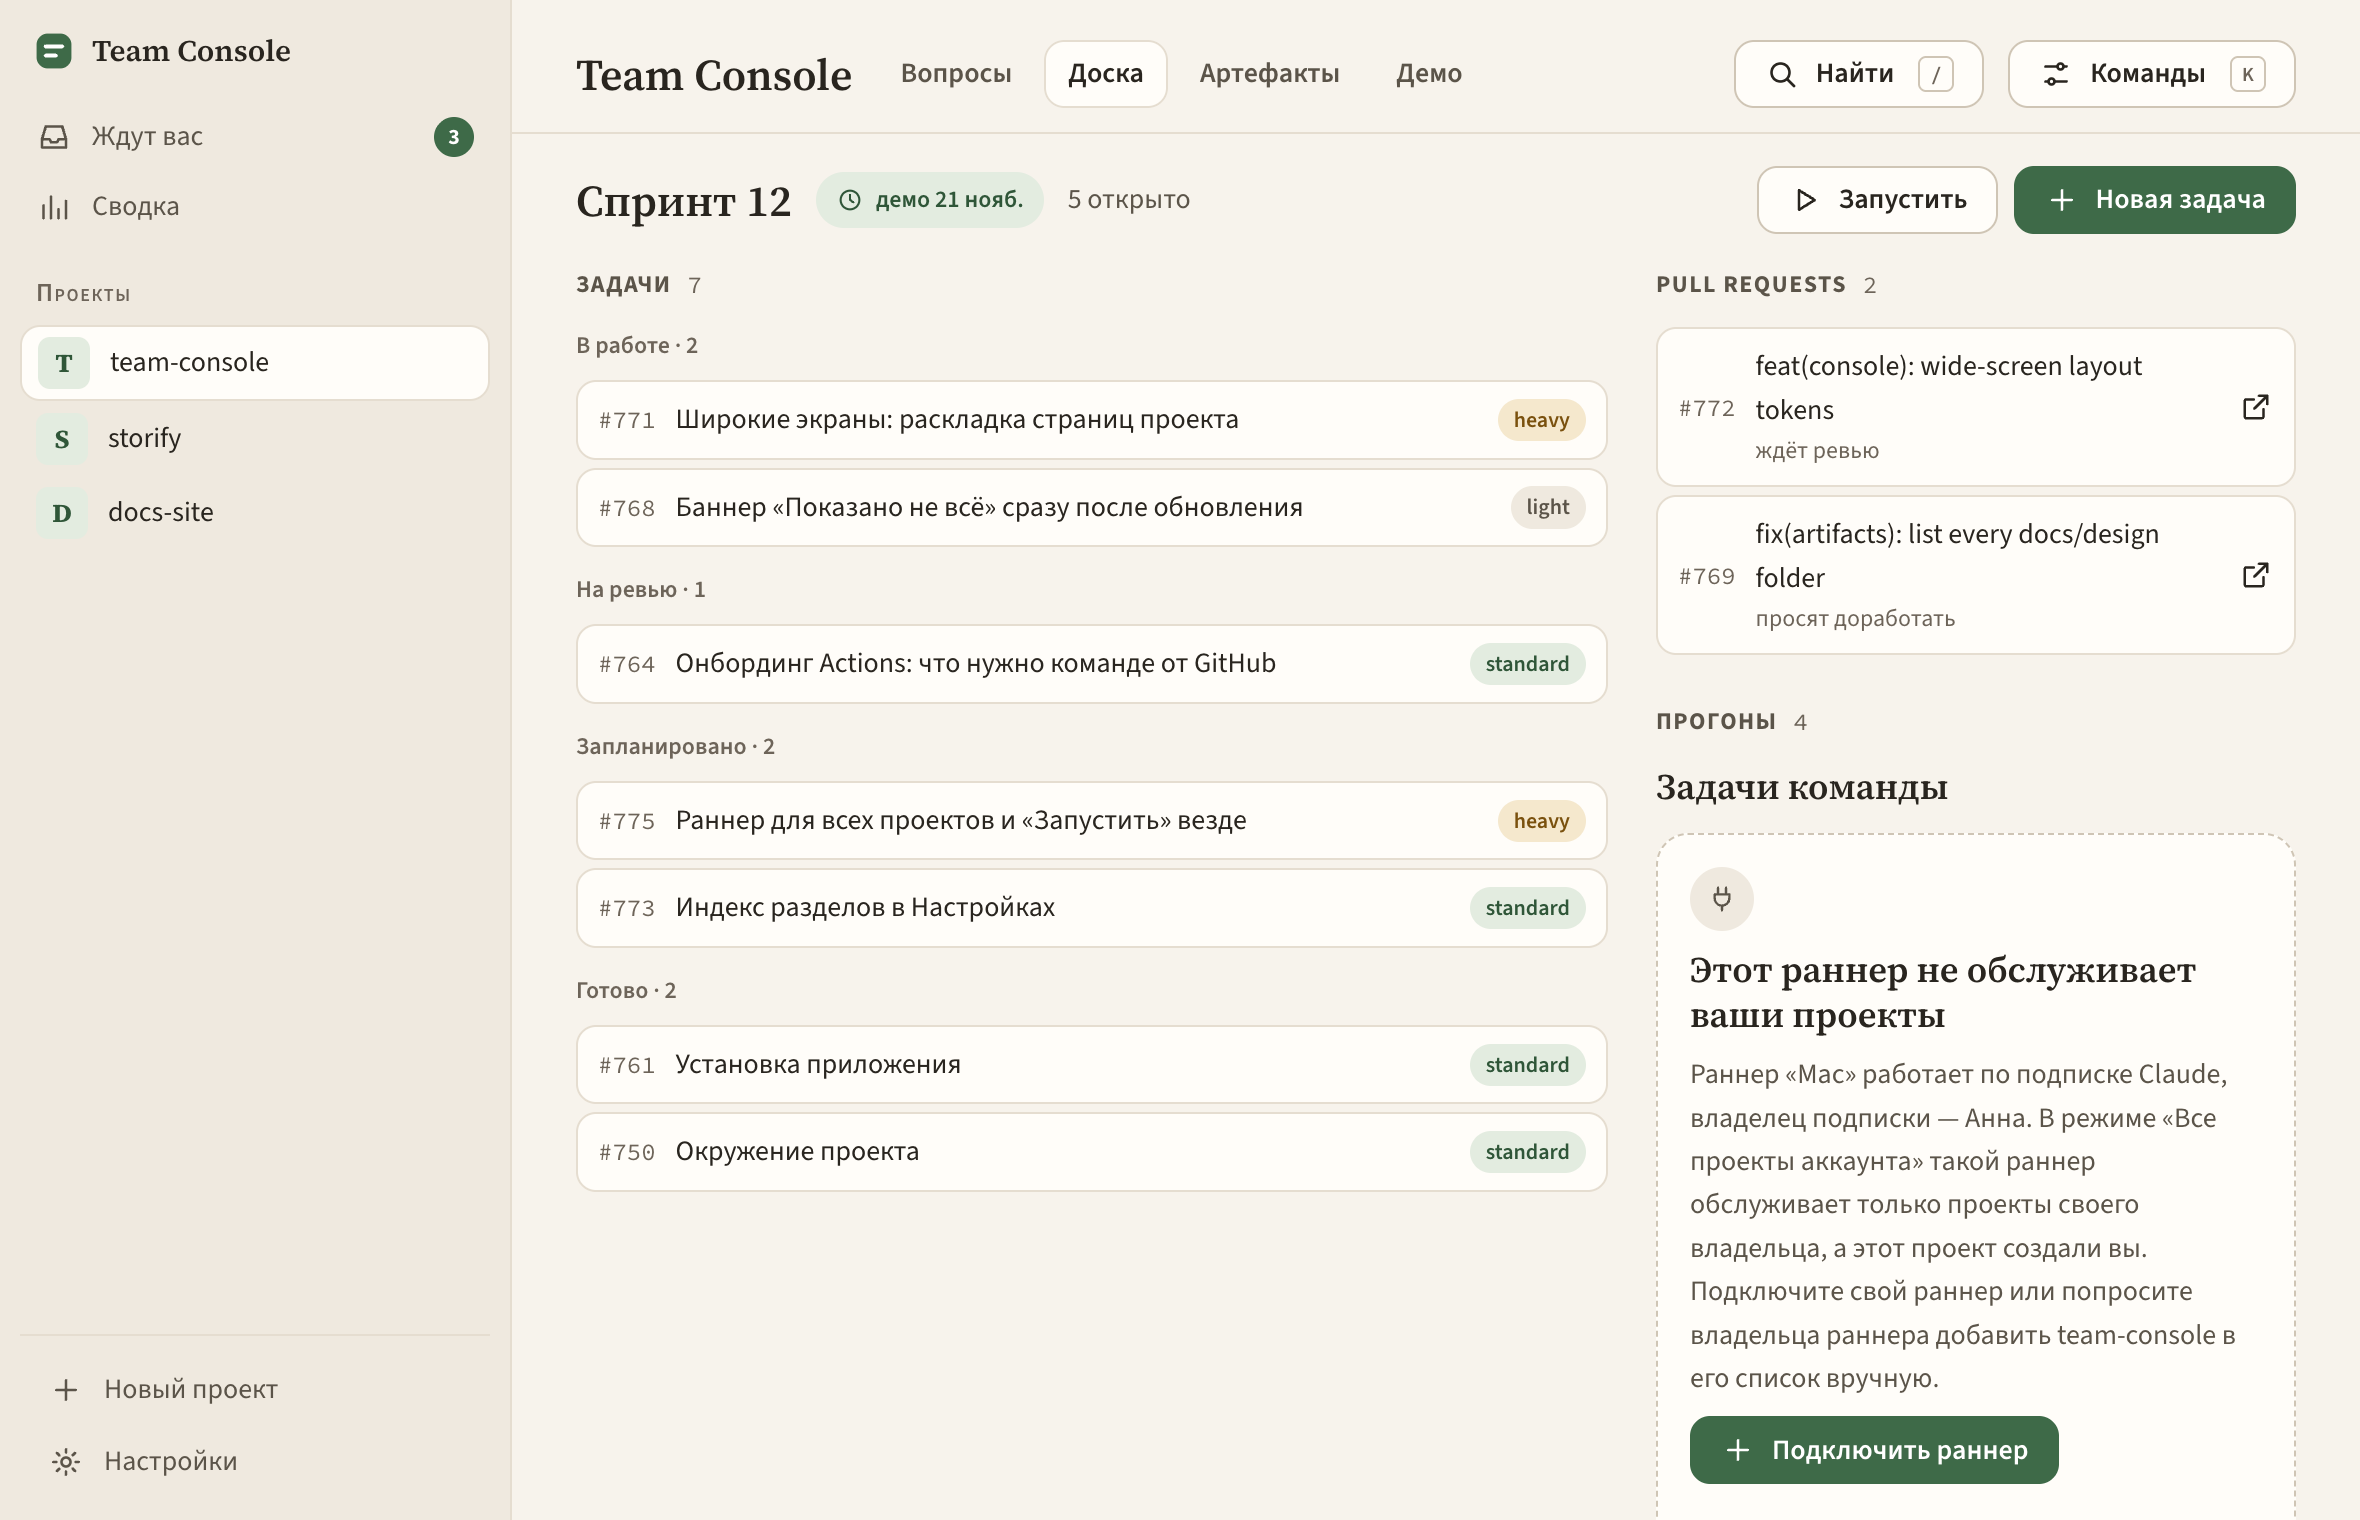 Team Console
Ждут вас
3
Сводка
Проекты
T
team-console
S
storify
D
docs-site
Новый проект
Настройки
Team Console
Вопросы
Доска
Артефакты
Демо
Найти
/
Команды
K
Спринт 12
демо 21 нояб.
5 открыто
Запустить
Новая задача
ЗАДАЧИ 7
В работе · 2
#771 Широкие экраны: раскладка страниц проекта heavy
#768 Баннер «Показано не всё» сразу после обновления light
На ревью · 1
#764 Онбординг Actions: что нужно команде от GitHub standard
Запланировано · 2
#775 Раннер для всех проектов и «Запустить» везде heavy
#773 Индекс разделов в Настройках standard
Готово · 2
#761 Установка приложения standard
#750 Окружение проекта standard
PULL REQUESTS 2
feat(console): wide-screen layout
#772 tokens
ждёт ревью
fix(artifacts): list every docs/design
#769 folder
просят доработать
ПРОГОНЫ 4
Задачи команды
Этот раннер не обслуживает
ваши проекты
Раннер «Mac» работает по подписке Claude,
владелец подписки — Анна. В режиме «Все
проекты аккаунта» такой раннер
обслуживает только проекты своего
владельца, а этот проект создали вы.
Подключите свой раннер или попросите
владельца раннера добавить team-console в
его список вручную.
Подключить раннер